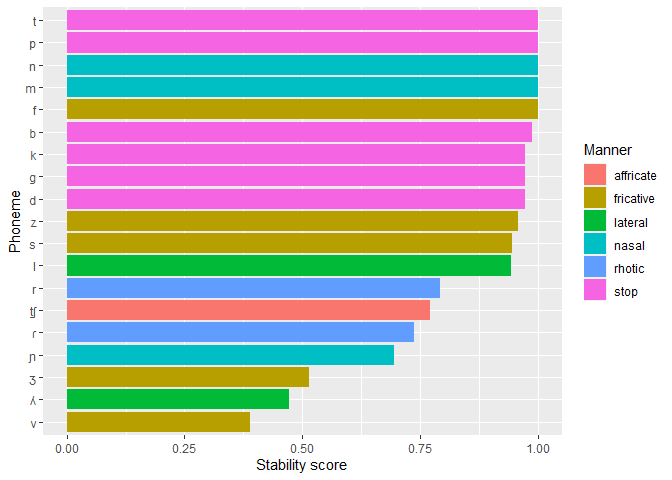 t
p
n
m
f
b
k
g
d
z
s
l
r
t͡ʃ
ɾ
ɲ
ʒ
ʎ
v
Phoneme
0.00 0.25 0.50 0.75 1.00
Stability score
Manner
affricate
fricative
lateral
nasal
rhotic
stop